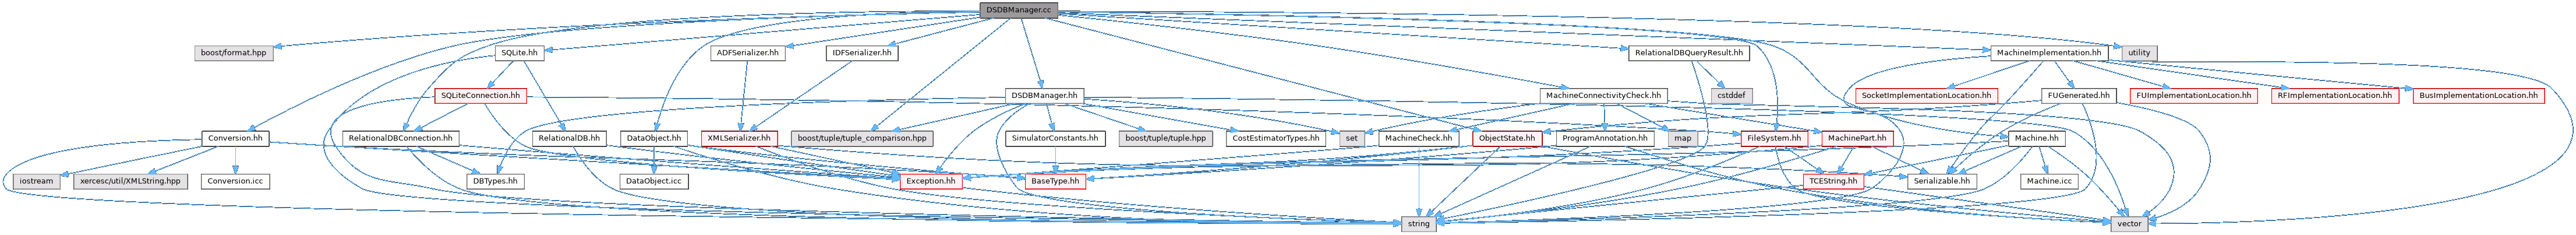 DSDBManager.cc
boost/format.hpp
SQLite.hh
ADFSerializer.hh
IDFSerializer.hh
RelationalDBQueryResult.hh
MachineImplementation.hh
utility
SQLiteConnection.hh
DSDBManager.hh
MachineConnectivityCheck.hh
cstddef
SocketImplementationLocation.hh
FUGenerated.hh
FUImplementationLocation.hh
RFImplementationLocation.hh
BusImplementationLocation.hh
Conversion.hh
RelationalDBConnection.hh
RelationalDB.hh
DataObject.hh
XMLSerializer.hh
boost/tuple/tuple_comparison.hpp
SimulatorConstants.hh
boost/tuple/tuple.hpp
CostEstimatorTypes.hh
set
MachineCheck.hh
ObjectState.hh
ProgramAnnotation.hh
map
FileSystem.hh
MachinePart.hh
Machine.hh
iostream
xercesc/util/XMLString.hpp
Conversion.icc
DBTypes.hh
DataObject.icc
Exception.hh
BaseType.hh
TCEString.hh
Serializable.hh
Machine.icc
string
vector